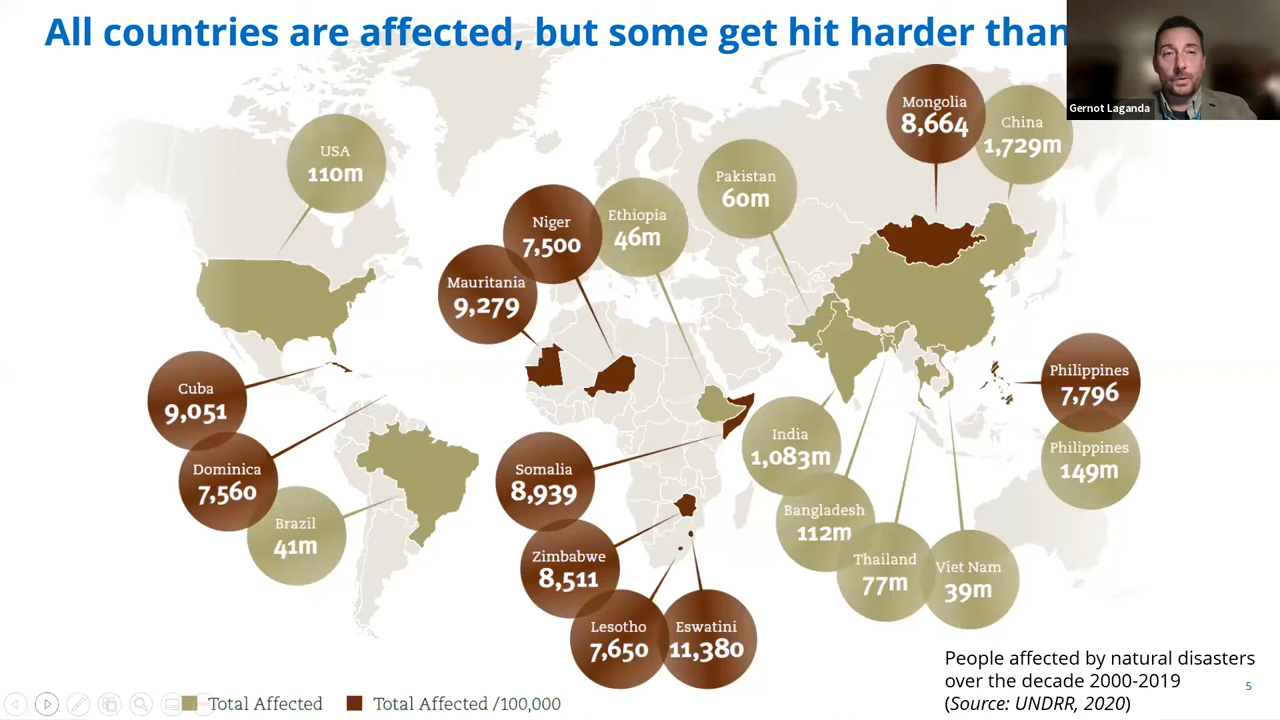 All countries are affected, but some get hit harder than
Gernot Laganda
USA
110m
Mongolia
8,664
China
1,729m
Pakistan
60m
Niger
7,500
Ethiopia
46m
Mauritania
9,279
Cuba
9,051
Dominica
7,560
Brazil
41m
Somalia
8,939
Zimbabwe
8,511
Lesotho
7,650
Eswatini
11,380
India
1,083m
Bangladesh
112m
Thailand
77m
Viet Nam
39m
Philippines
7,796
Philippines
149m
People affected by natural disasters
over the decade 2000-2019
(Source: UNDRR, 2020)
5
Total Affected
Total Affected /100,000